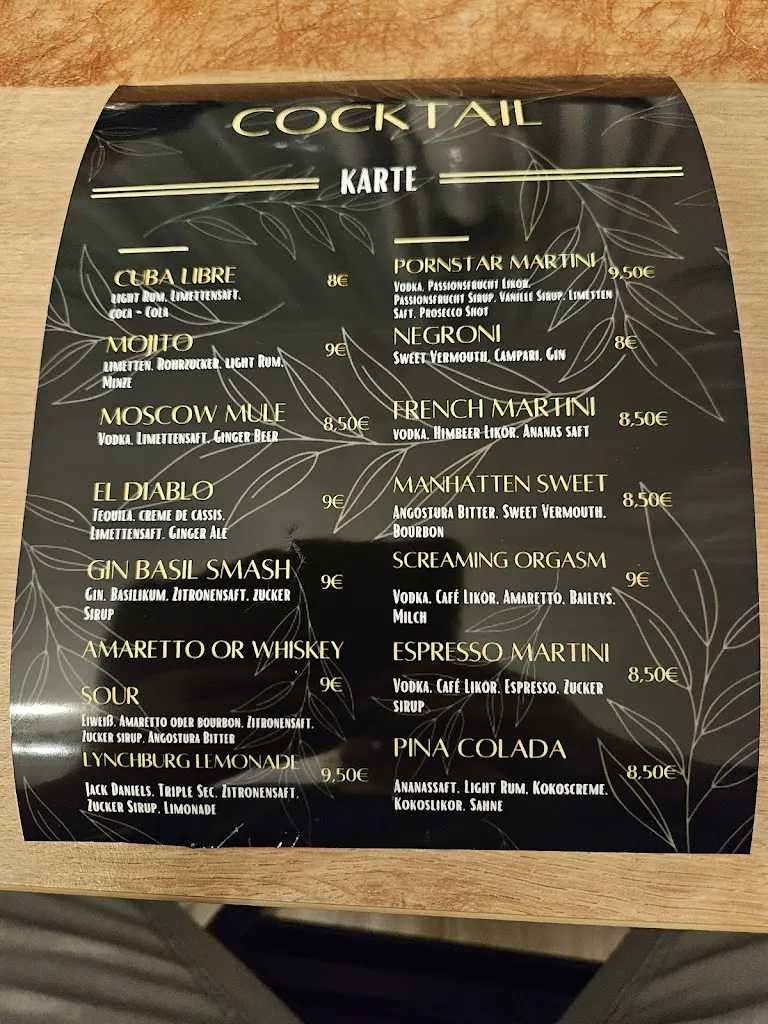 COCKTAIL
KARTE
CUBA LIBRE 8€
LIGHT RUM, LIMETTENSAFT,
COCA - COLA
MOJITO 9€
LIMETTEN, ROHRZUCKER, LIGHT RUM,
MINZE
MOSCOW MULE 8,50€
VODKA, LIMETTENSAFT, GINGER BEER
EL DIABLO 9€
TEQUILA, CREME DE CASSIS,
LIMETTENSAFT, GINGER ALE
GIN BASIL SMASH 9€
GIN, BASILIKUM, ZITRONENSAFT, ZUCKER
SIRUP
AMARETTO OR WHISKEY
SOUR 9€
EIWEIß, AMARETTO ODER BOURBON, ZITRONENSAFT,
ZUCKER SIRUP, ANGOSTURA BITTER
LYNCHBURG LEMONADE 9,50€
JACK DANIELS, TRIPLE SEC, ZITRONENSAFT,
ZUCKER SIRUP, LIMONADE
PORNSTAR MARTINI 9,50€
VODKA, PASSIONSFRUCHT LIKOR,
PASSIONSFRUCHT SIRUP, VANILLE SIRUP, LIMETTEN
SAFT, PROSECCO SHOT
NEGRONI 8€
SWEET VERMOUTH, CAMPARI, GIN
FRENCH MARTINI 8,50€
VODKA, HIMBEER LIKOR, ANANAS SAFT
MANHATTEN SWEET 8,50€
ANGOSTURA BITTER, SWEET VERMOUTH,
BOURBON
SCREAMING ORGASM 9€
VODKA, CAFÉ LIKOR, AMARETTO, BAILEYS,
MILCH
ESPRESSO MARTINI 8,50€
VODKA, CAFÉ LIKOR, ESPRESSO, ZUCKER
SIRUP
PINA COLADA 8,50€
ANANASSAFT, LIGHT RUM, KOKOSCREME,
KOKOSLIKOR, SAHNE